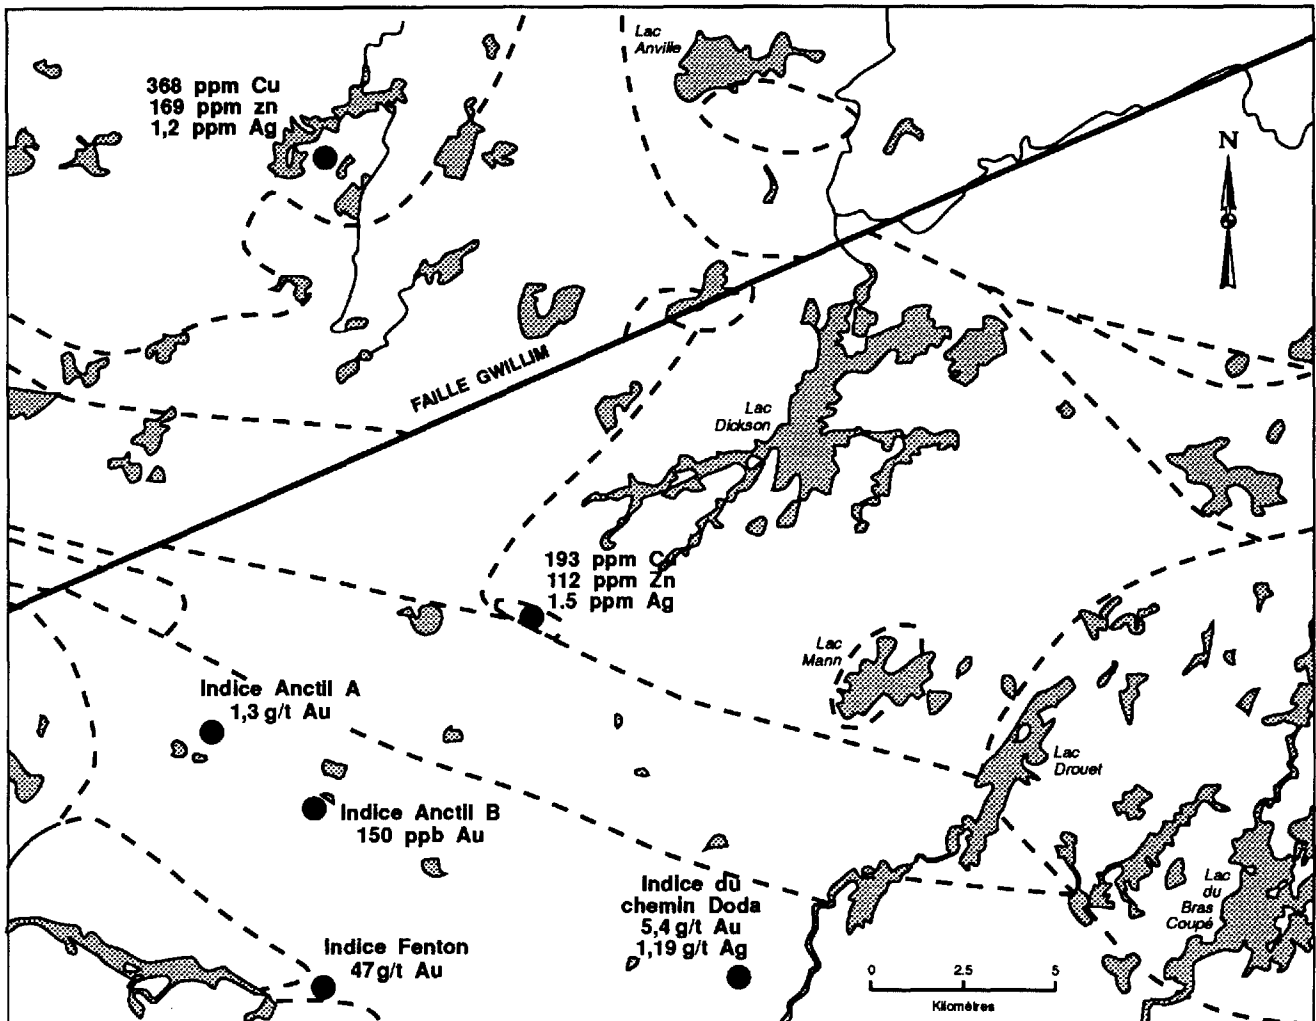 Lac
Anville
368 ppm Cu
169 ppm zn
1,2 ppm Ag
N
FAILLE GWILLIM
Lac
Dickson
193 ppm C
112 ppm Zn
1.5 ppm Ag
Lac
Mann
Indice Anctil A
1,3 g/t Au
Lac
Drouet
Indice Anctil B
150 ppb Au
Indice du
chemin Doda
5,4 g/t Au
1,19 g/t Ag
Lac
du
Bras
Coupé
Indice Fenton
47 g/t Au
0 2.5 5
Kilomètres